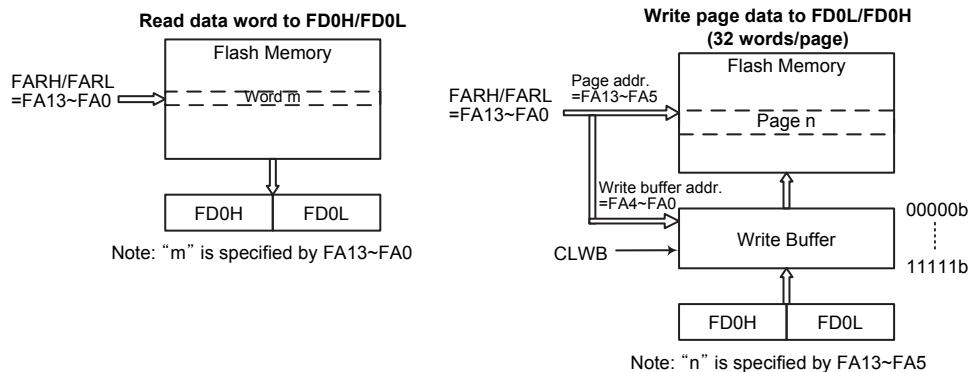 Read data word to FD0H/FD0L
Flash Memory
FARH/FARL
=FA13~FA0
Word m
FD0H
FD0L
Note: “m” is specified by FA13~FA0
Write page data to FD0L/FD0H
(32 words/page)
Flash Memory
Page addr.
=FA13~FA5
FARH/FARL
=FA13~FA0
Page n
Write buffer addr.
=FA4~FA0
00000b
Write Buffer
CLWB
11111b
FD0H
FD0L
Note: “n” is specified by FA13~FA5